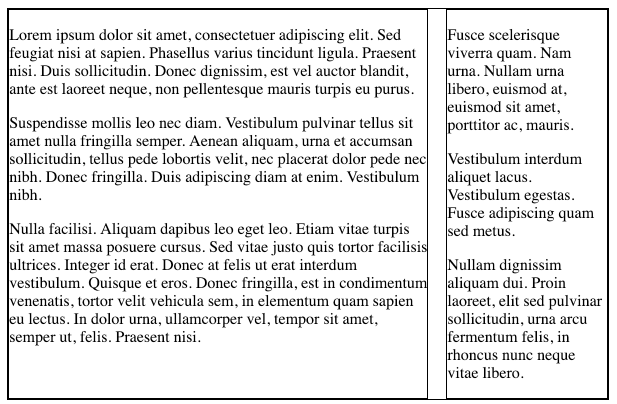 Lorem ipsum dolor sit amet, consectetuer adipiscing elit. Sed
feugiat nisi at sapien. Phasellus varius tincidunt ligula. Praesent
nisi. Duis sollicitudin. Donec dignissim, est vel auctor blandit,
ante est laoreet neque, non pellentesque mauris turpis eu purus.
Suspendisse mollis leo nec diam. Vestibulum pulvinar tellus sit
amet nulla fringilla semper. Aenean aliquam, urna et accumsan
sollicitudin, tellus pede lobortis velit, nec placerat dolor pede nec
nibh. Donec fringilla. Duis adipiscing diam at enim. Vestibulum
nibh.
Nulla facilisi. Aliquam dapibus leo eget leo. Etiam vitae turpis
sit amet massa posuere cursus. Sed vitae justo quis tortor facilisis
ultrices. Integer id erat. Donec at felis ut erat interdum
vestibulum. Quisque et eros. Donec fringilla, est in condimentum
venenatis, tortor velit vehicula sem, in elementum quam sapien
eu lectus. In dolor urna, ullamcorper vel, tempor sit amet,
semper ut, felis. Praesent nisi.
Fusce scelerisque
viverra quam. Nam
urna. Nullam urna
libero, euismod at,
euismod sit amet,
porttitor ac, mauris.
Vestibulum interdum
aliquet lacus.
Vestibulum egestas.
Fusce adipiscing quam
sed metus.
Nullam dignissim
aliquam dui. Proin
laoreet, elit sed pulvinar
sollicitudin, urna arcu
fermentum felis, in
rhoncus nunc neque
vitae libero.